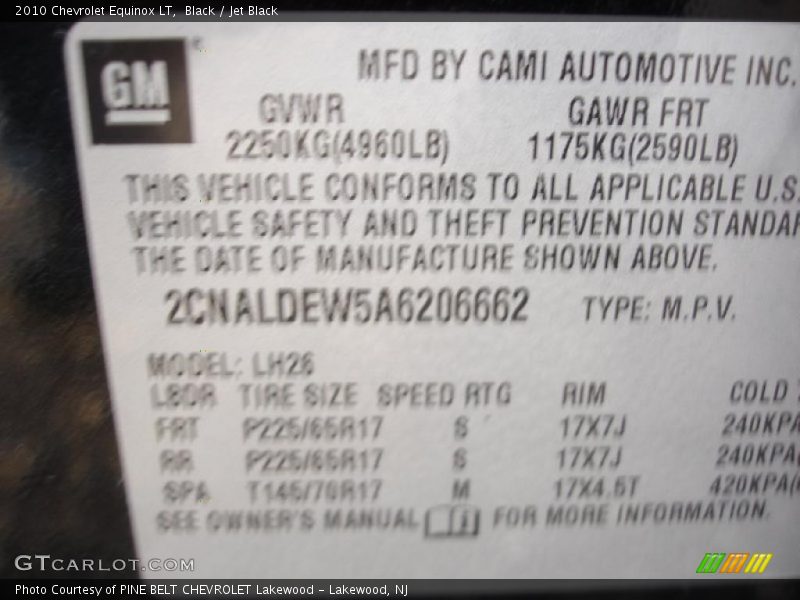 2010 Chevrolet Equinox LT, Black / Jet Black
GM
MFD BY CAMI AUTOMOTIVE INC.
GVWR GAWR FRT
2250KG(4960LB) 1175KG(2590LB)
THIS VEHICLE CONFORMS TO ALL APPLICABLE U.S.
VEHICLE SAFETY AND THEFT PREVENTION STANDAR
THE DATE OF MANUFACTURE SHOWN ABOVE.
2CNALDEW5A6206662 TYPE: M.P.V.
MODEL: LH26
TIRE SIZE SPEED RTG RIM COLD
FRT P225/65R17 S 17X7J 240KPA
RR P225/65R17 S 17X7J 240KPA
SPA T145/70R17 M 17X4.5T 420KPA(
SEE OWNER'S MANUAL FOR MORE INFORMATION.
GTCARLOT.COM
Photo Courtesy of PINE BELT CHEVROLET Lakewood – Lakewood, NJ